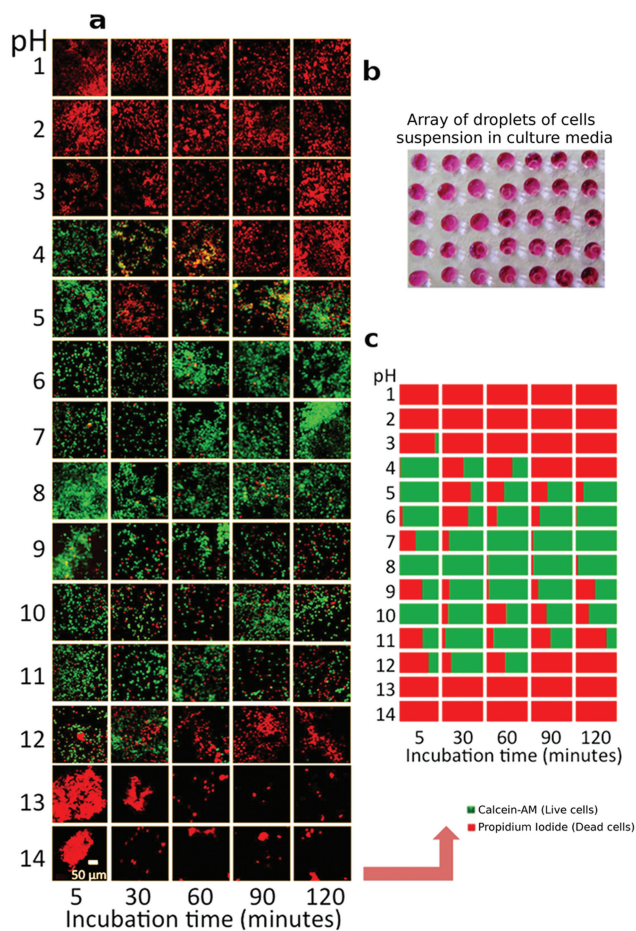 a
pH
1
2
3
4
5
6
7
8
9
10
11
12
13
14
50 μm
5 30 60 90 120
Incubation time (minutes)
b
Array of droplets of cells
suspension in culture media
c
pH
1
2
3
4
5
6
7
8
9
10
11
12
13
14
5 30 60 90 120
Incubation time (minutes)
Calcein-AM (Live cells)
Propidium Iodide (Dead cells)